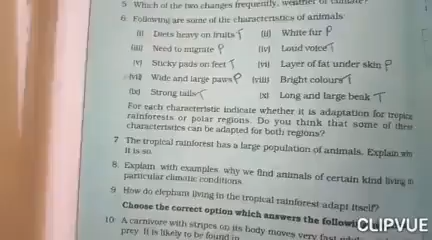 5 Which of the two changes frequently, weather or climate?
6. Following are some of the characteristics of animals:
(i) Diets heavy on fruits T (ii) White fur P
(iii) Need to migrate P (iv) Loud voice T
(v) Sticky pads on feet T (vi) Layer of fat under skin P
(vii) Wide and large paws P (viii) Bright colours T
(ix) Strong tails T (x) Long and large beak T
For each characteristic indicate whether it is adaptation for tropical
rainforests or polar regions. Do you think that some of these
characteristics can be adapted for both regions?
7 The tropical rainforest has a large population of animals. Explain why
it is so.
8. Explain, with examples, why we find animals of certain kind living in
particular climatic conditions.
9 How do elephant living in the tropical rainforest adapt itself?
Choose the correct option which answers the
10 A carnivore with stripes on its body moves very fast
prey. It is likely to be found in
CLIPVUE